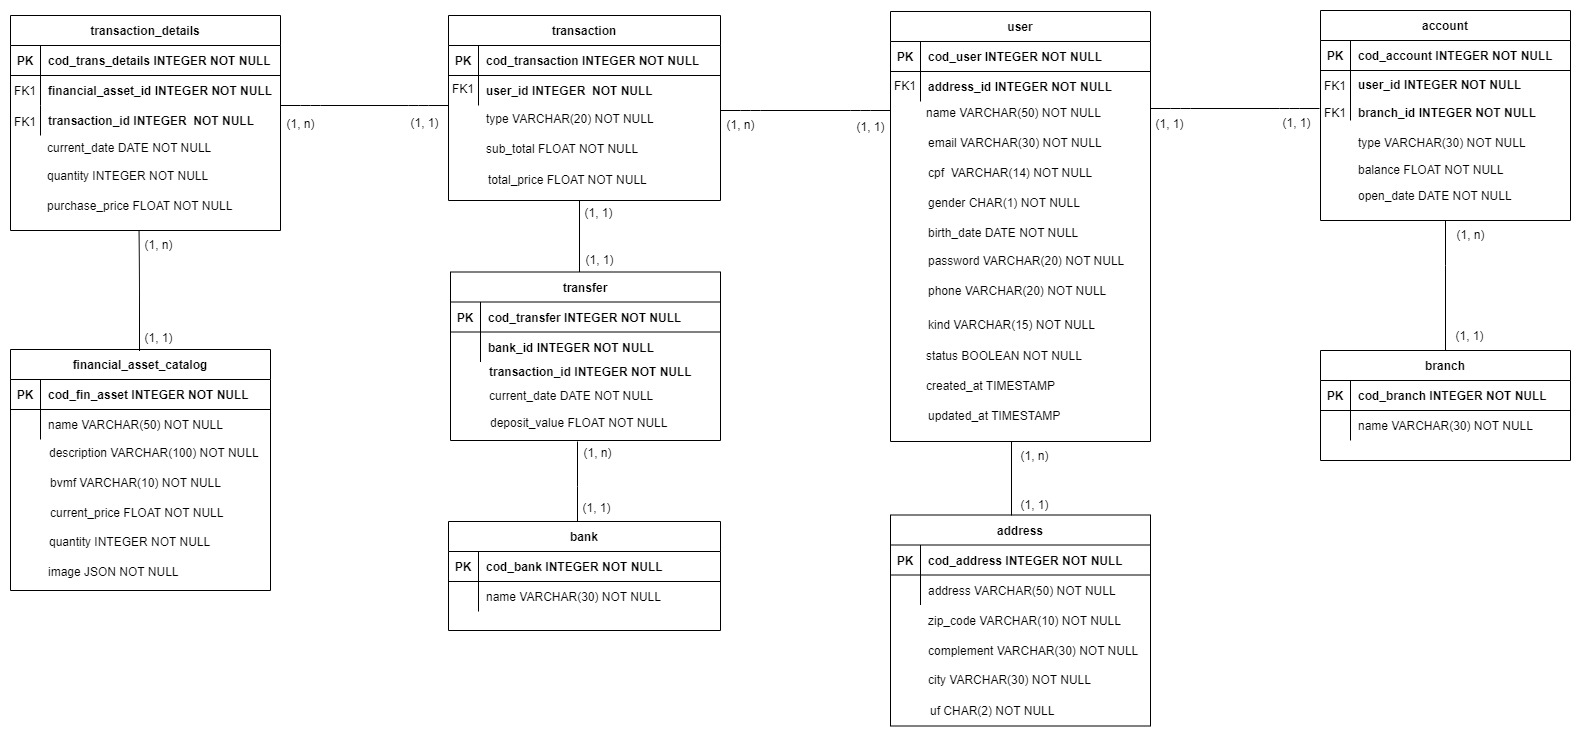 transaction_details
PK cod_trans_details INTEGER NOT NULL
FK1 financial_asset_id INTEGER NOT NULL
FK1 transaction_id INTEGER  NOT NULL
current_date DATE NOT NULL
quantity INTEGER NOT NULL
purchase_price FLOAT NOT NULL
(1, n)
(1, 1)
(1, n)
(1, 1)
financial_asset_catalog
PK cod_fin_asset INTEGER NOT NULL
name VARCHAR(50) NOT NULL
description VARCHAR(100) NOT NULL
bvmf VARCHAR(10) NOT NULL
current_price FLOAT NOT NULL
quantity INTEGER NOT NULL
image JSON NOT NULL
transaction
PK cod_transaction INTEGER NOT NULL
FK1 user_id INTEGER  NOT NULL
type VARCHAR(20) NOT NULL
sub_total FLOAT NOT NULL
total_price FLOAT NOT NULL
(1, n)
(1, 1)
(1, 1)
(1, 1)
transfer
PK cod_transfer INTEGER NOT NULL
bank_id INTEGER NOT NULL
transaction_id INTEGER NOT NULL
current_date DATE NOT NULL
deposit_value FLOAT NOT NULL
(1, n)
(1, 1)
bank
PK cod_bank INTEGER NOT NULL
name VARCHAR(30) NOT NULL
user
PK cod_user INTEGER NOT NULL
FK1 address_id INTEGER NOT NULL
name VARCHAR(50) NOT NULL
email VARCHAR(30) NOT NULL
cpf  VARCHAR(14) NOT NULL
gender CHAR(1) NOT NULL
birth_date DATE NOT NULL
password VARCHAR(20) NOT NULL
phone VARCHAR(20) NOT NULL
kind VARCHAR(15) NOT NULL
status BOOLEAN NOT NULL
created_at TIMESTAMP
updated_at TIMESTAMP
(1, 1)
(1, 1)
(1, n)
(1, 1)
address
PK cod_address INTEGER NOT NULL
address VARCHAR(50) NOT NULL
zip_code VARCHAR(10) NOT NULL
complement VARCHAR(30) NOT NULL
city VARCHAR(30) NOT NULL
uf CHAR(2) NOT NULL
account
PK cod_account INTEGER NOT NULL
FK1 user_id INTEGER NOT NULL
FK1 branch_id INTEGER NOT NULL
type VARCHAR(30) NOT NULL
balance FLOAT NOT NULL
open_date DATE NOT NULL
(1, n)
(1, 1)
branch
PK cod_branch INTEGER NOT NULL
name VARCHAR(30) NOT NULL